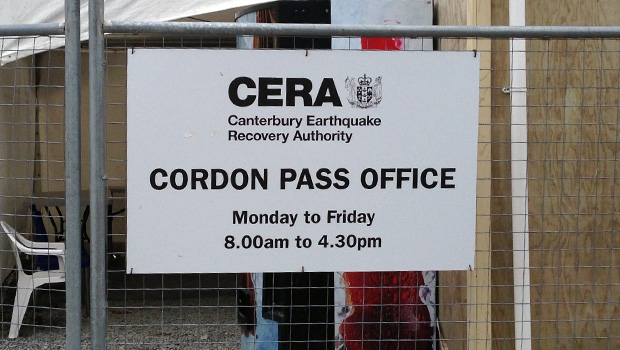 CERA
Canterbury Earthquake
Recovery Authority
CORDON PASS OFFICE
Monday to Friday
8.00am to 4.30pm